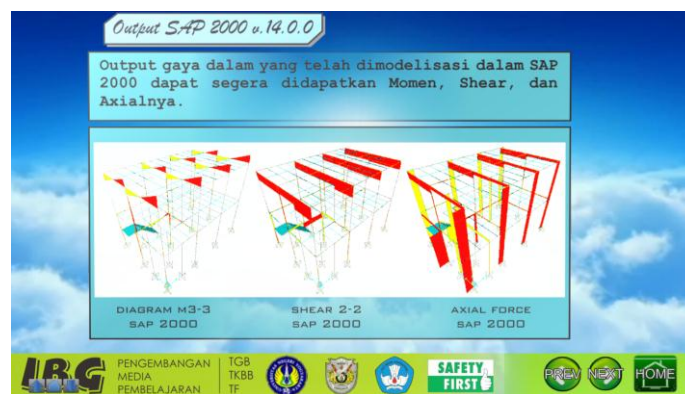 Output SAP 2000 v.14.0.0
Output gaya dalam yang telah dimodelisasi dalam SAP
2000 dapat segera didapatkan Momen, Shear, dan
Axialnya.
DIAGRAM M3-3
SAP 2000
SHEAR 2-2
SAP 2000
AXIAL FORCE
SAP 2000
PENGEMBANGAN
MEDIA
PEMBELAJARAN
TGB
TKBB
TF
SAFETY
FIRST
PREV
NEXT
HOME